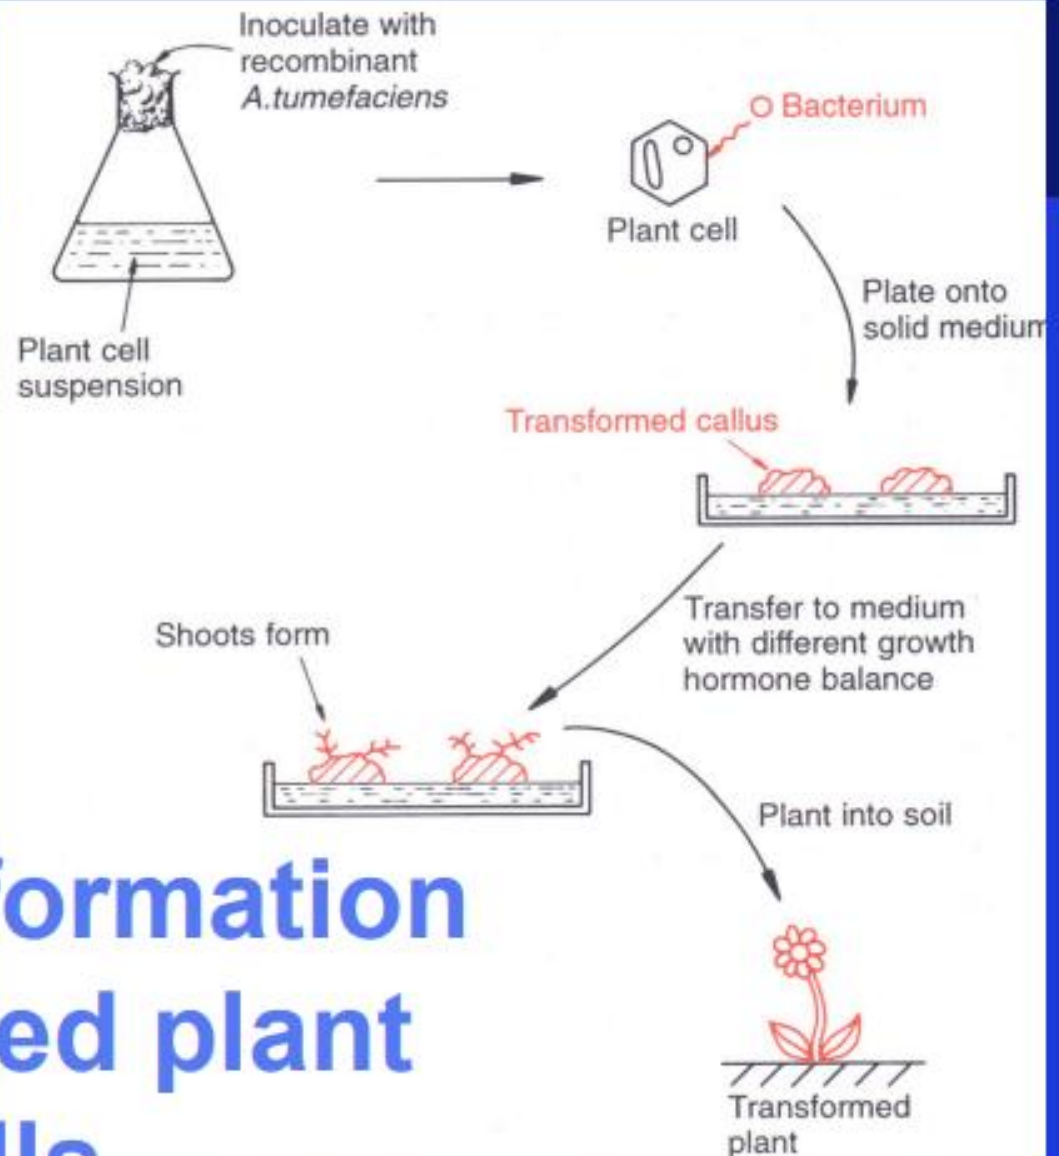 Inoculate with
recombinant
A.tumefaciens
Bacterium
Plant cell
Plate onto
solid medium
Plant cell
suspension
Transformed callus
Transfer to medium
with different growth
hormone balance
Shoots form
Plant into soil
formation
ed plant
Transformed
plant